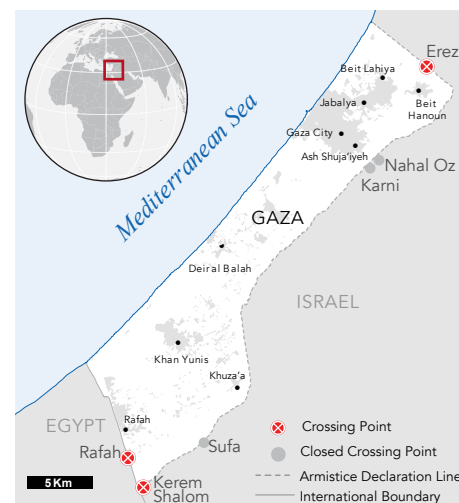 Erez
Beit Lahiya
Jabalya
Beit
Hanoun
Gaza City
Ash Shuja'iyeh
Nahal Oz
Karni
Mediterranean Sea
GAZA
Deir al Balah
ISRAEL
Khan Yunis
Khuza'a
EGYPT
Rafah
Rafah
Sufa
Kerem
Shalom
5 Km
Crossing Point
Closed Crossing Point
Armistice Declaration Line
International Boundary